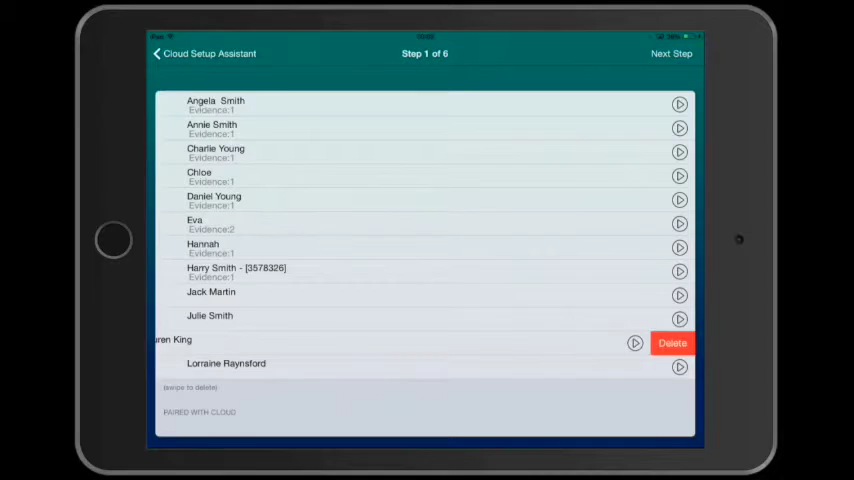 iPad
Cloud Setup Assistant
Step 1 of 6
Next Step
Angela Smith
Evidence:1
Annie Smith
Evidence:1
Charlie Young
Evidence:1
Chloe
Evidence:1
Daniel Young
Evidence:1
Eva
Evidence:2
Hannah
Evidence:1
Harry Smith - [3578326]
Evidence:1
Jack Martin
Julie Smith
uren King
Delete
Lorraine Raynsford
(swipe to delete)
PAIRED WITH CLOUD